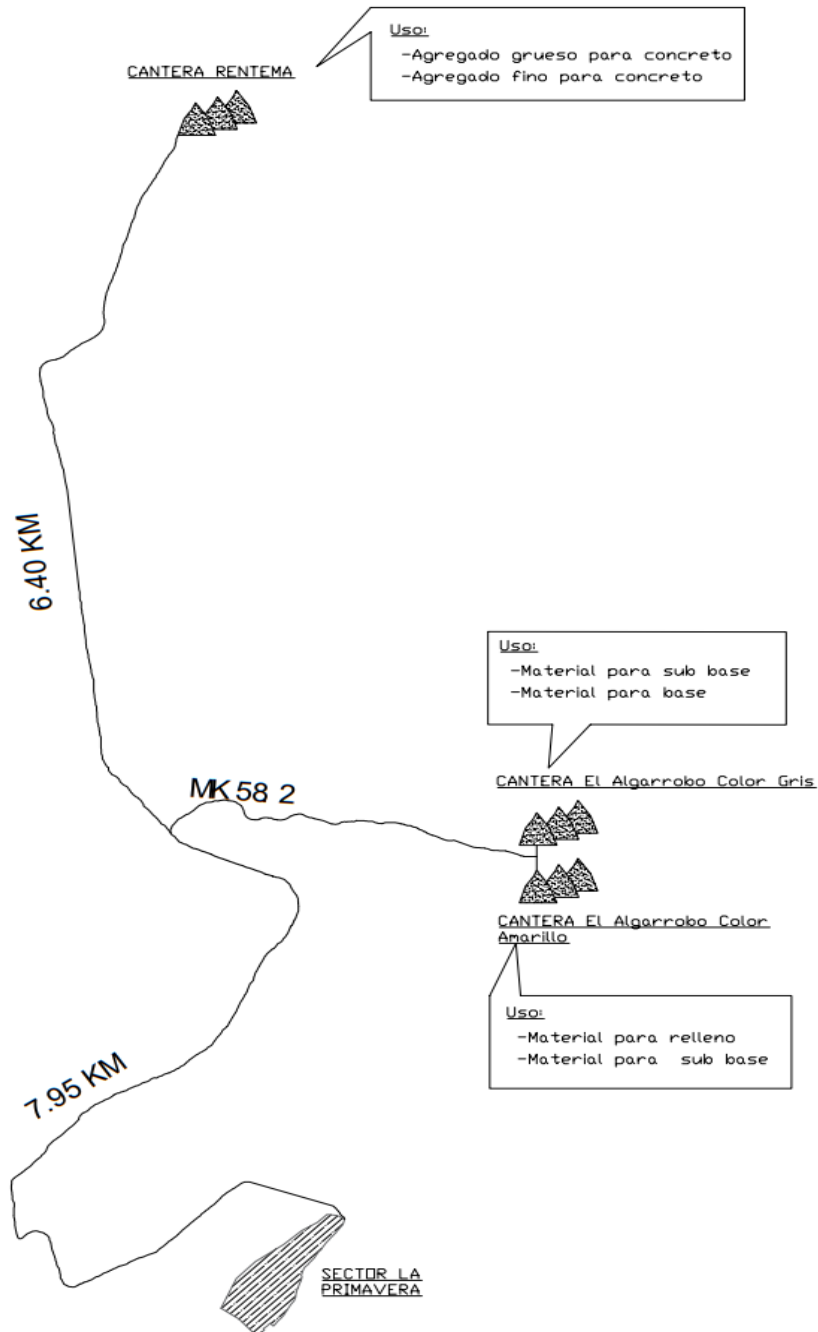 Uso:
-Agregado grueso para concreto
-Agregado fino para concreto
CANTERA RENTEMA
6.40 KM
Uso:
-Material para sub base
-Material para base
CANTERA El Algarrobo Color Gris
MK 58 2
CANTERA El Algarrobo Color
Amarillo
Uso:
-Material para relleno
-Material para sub base
7.95 KM
SECTOR LA
PRIMAVERA